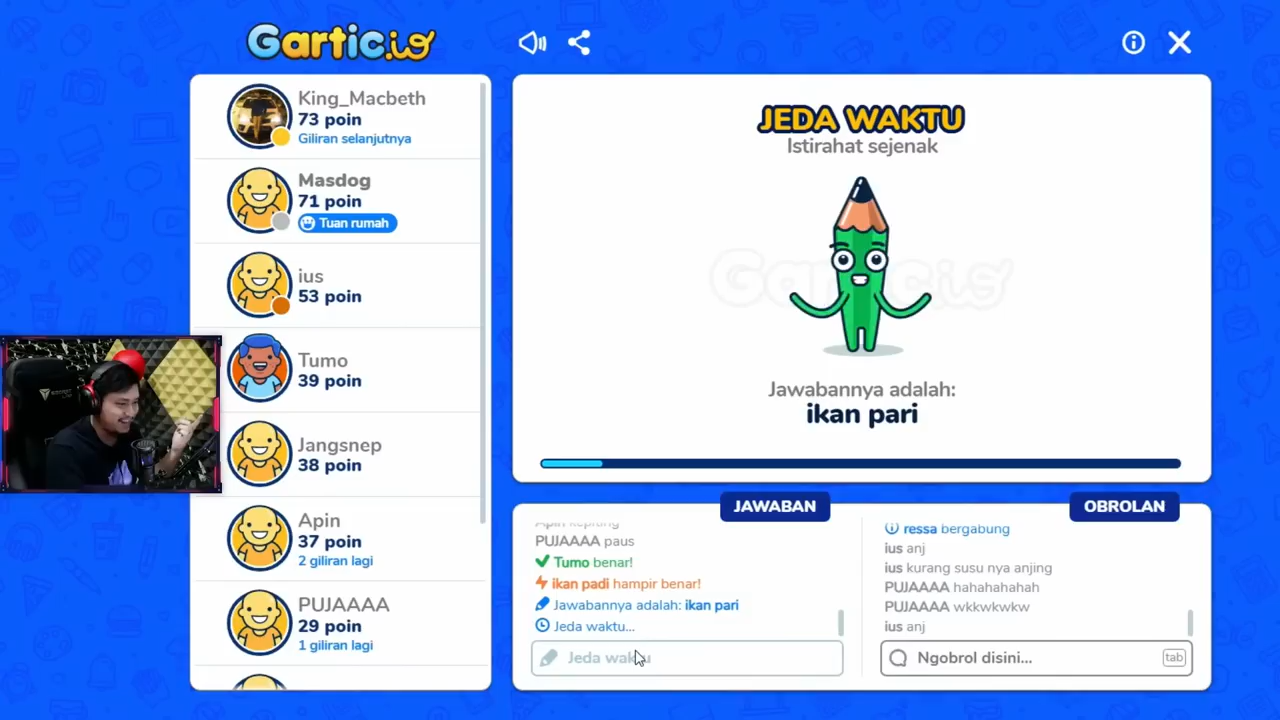 Gartic.io
King_Macbeth
73 poin
Giliran selanjutnya
Masdog
71 poin
Tuan rumah
ius
53 poin
Tumo
39 poin
Jangsnep
38 poin
Apin
37 poin
2 giliran lagi
PUJAAAA
29 poin
1 giliran lagi
JEDA WAKTU
Istirahat sejenak
Gartic.io
Jawabannya adalah:
ikan pari
JAWABAN
Apin kepiting
PUJAAAA paus
Tumo benar!
ikan padi hampir benar!
Jawabannya adalah: ikan pari
Jeda waktu...
Jeda waktu
OBROLAN
ressa bergabung
ius anj
ius kurang susu nya anjing
PUJAAAA hahahahahah
PUJAAAA wkkwkwkw
ius anj
Ngobrol disini...
tab